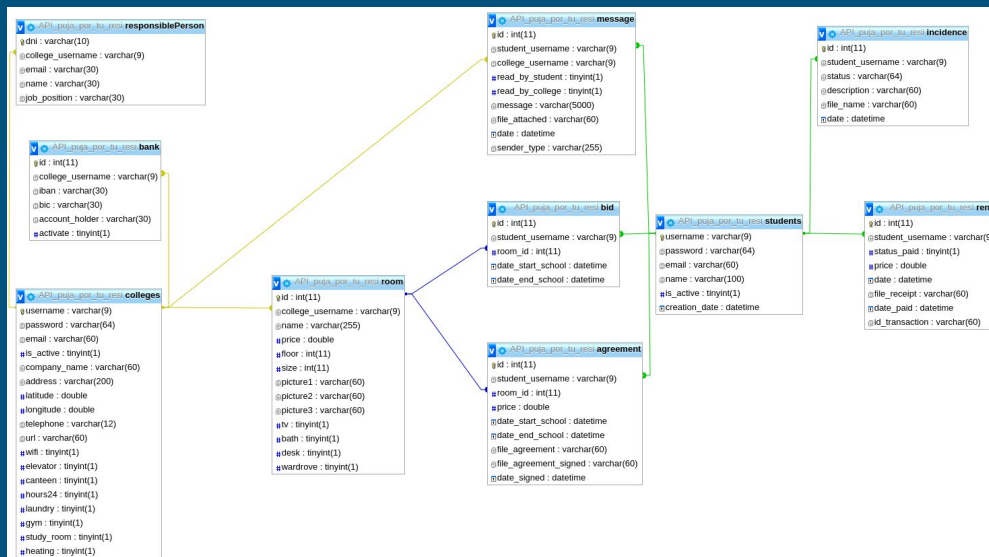 API_puja_por_tu_resi responsiblePerson
dni : varchar(10)
college_username : varchar(9)
email : varchar(30)
name : varchar(30)
job_position : varchar(30)
API_puja_por_tu_resi bank
id : int(11)
college_username : varchar(9)
iban : varchar(30)
bic : varchar(30)
account_holder : varchar(30)
activate : tinyint(1)
API_puja_por_tu_resi colleges
username : varchar(9)
password : varchar(64)
email : varchar(60)
is_active : tinyint(1)
company_name : varchar(60)
address : varchar(200)
latitude : double
longitude : double
telephone : varchar(12)
url : varchar(60)
wifi : tinyint(1)
elevator : tinyint(1)
canteen : tinyint(1)
hours24 : tinyint(1)
laundry : tinyint(1)
gym : tinyint(1)
study_room : tinyint(1)
heating : tinyint(1)
API_puja_por_tu_resi room
id : int(11)
college_username : varchar(9)
name : varchar(255)
price : double
floor : int(11)
size : int(11)
picture1 : varchar(60)
picture2 : varchar(60)
picture3 : varchar(60)
tv : tinyint(1)
bath : tinyint(1)
desk : tinyint(1)
wardrove : tinyint(1)
API_puja_por_tu_resi message
id : int(11)
student_username : varchar(9)
college_username : varchar(9)
read_by_student : tinyint(1)
read_by_college : tinyint(1)
message : varchar(5000)
file_attached : varchar(60)
date : datetime
sender_type : varchar(255)
API_puja_por_tu_resi bid
id : int(11)
student_username : varchar(9)
room_id : int(11)
date_start_school : datetime
date_end_school : datetime
API_puja_por_tu_resi agreement
id : int(11)
student_username : varchar(9)
room_id : int(11)
price : double
date_start_school : datetime
date_end_school : datetime
file_agreement : varchar(60)
file_agreement_signed : varchar(60)
date_signed : datetime
API_puja_por_tu_resi students
username : varchar(9)
password : varchar(64)
email : varchar(60)
name : varchar(100)
is_active : tinyint(1)
creation_date : datetime
API_puja_por_tu_resi incidence
id : int(11)
student_username : varchar(9)
status : varchar(64)
description : varchar(60)
file_name : varchar(60)
date : datetime
API_puja_por_tu_resi ren
id : int(11)
student_username : varchar(9
status_paid : tinyint(1)
price : double
date : datetime
file_receipt : varchar(60)
date_paid : datetime
id_transaction : varchar(60)